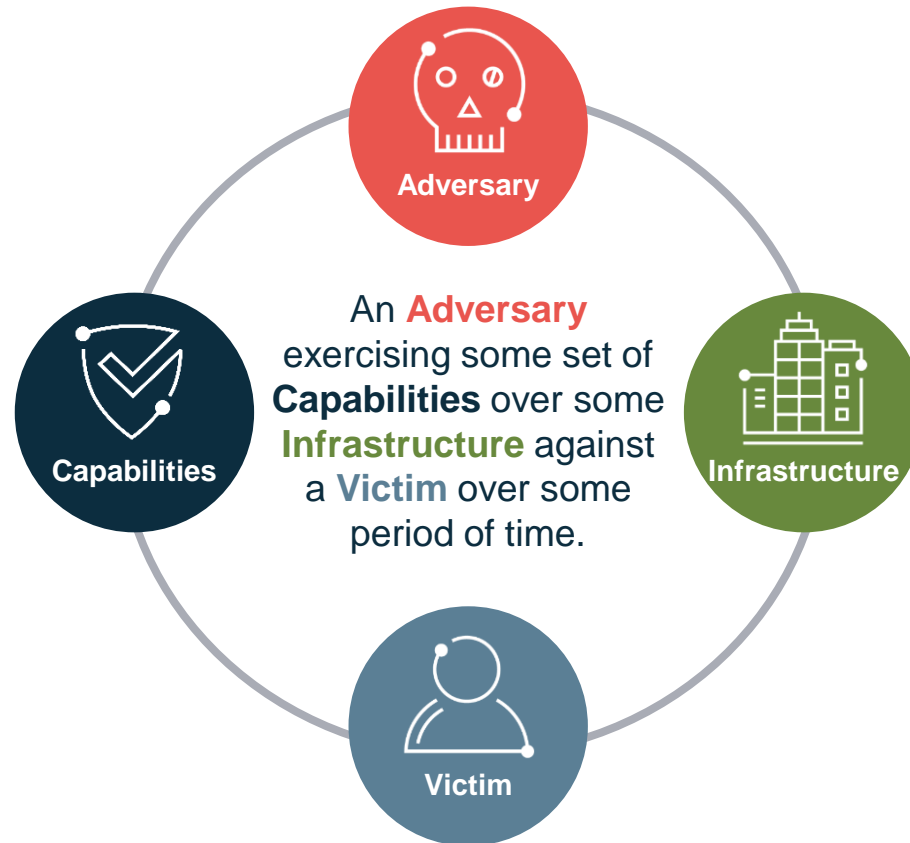 Adversary
An Adversary
exercising some set of
Capabilities over some
Infrastructure against
a Victim over some
period of time.
Capabilities
Infrastructure
Victim